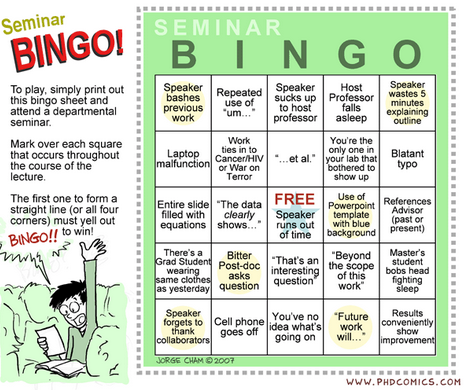 Seminar
BINGO!
To play, simply print out
this bingo sheet and
attend a departmental
seminar.
Mark over each square
that occurs throughout
the course of the
lecture.
The first one to form a
straight line (or all four
corners) must yell out
BINGO!! to win!
SEMINAR
B I N G O
Speaker
bashes
previous
work
Repeated
use of
"um..."
Speaker
sucks up
to host
professor
Host
Professor
falls
asleep
Speaker
wastes 5
minutes
explaining
outline
Laptop
malfunction
Work
ties in to
Cancer/HIV
or War on
Terror
"...et al."
You're the
only one in
your lab that
bothered to
show up
Blatant
typo
Entire slide
filled with
equations
"The data
clearly
shows..."
FREE
Speaker
runs out
of time
Use of
Powerpoint
template
with blue
background
References
Advisor
(past or
present)
There's a
Grad Student
wearing
same clothes
as yesterday
Bitter
Post-doc
asks
question
"That's an
interesting
question"
"Beyond
the scope
of this
work"
Master's
student
bobs head
fighting
sleep
Speaker
forgets to
thank
collaborators
Cell phone
goes off
You've no
idea what's
going on
"Future
work
will..."
Results
conveniently
show
improvement
JORGE CHAM © 2007
WWW.PHDCOMICS.COM